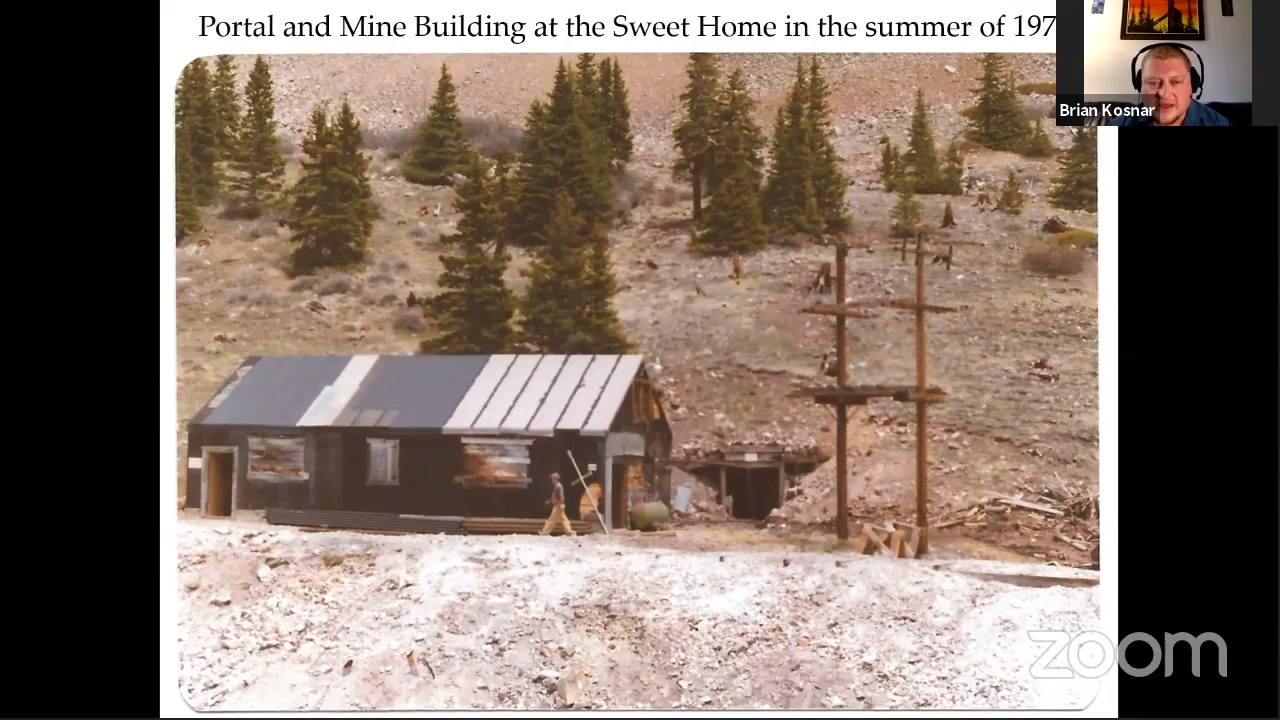 Portal and Mine Building at the Sweet Home in the summer of 197
Brian Kosnar
zoom